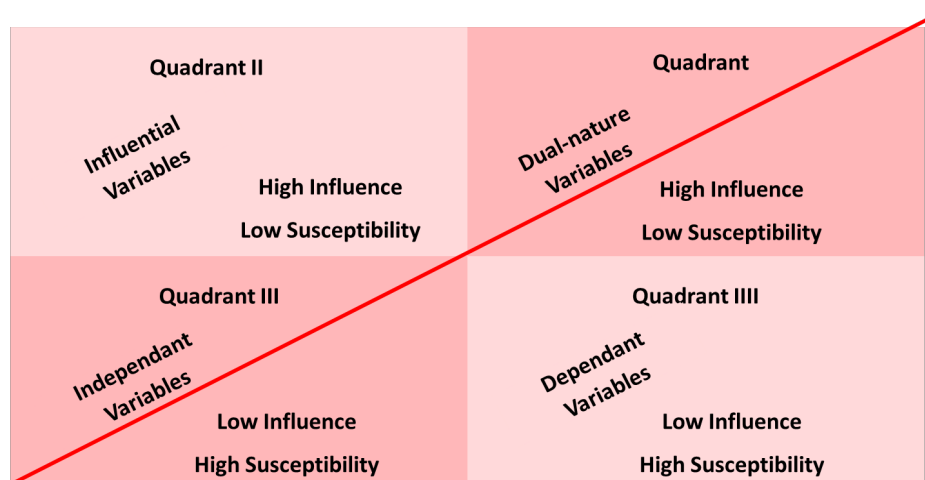 Quadrant II
Influential
Variables
High Influence
Low Susceptibility
Quadrant
Dual-nature
Variables
High Influence
Low Susceptibility
Quadrant III
Independant
Variables
Low Influence
High Susceptibility
Quadrant IIII
Dependant
Variables
Low Influence
High Susceptibility